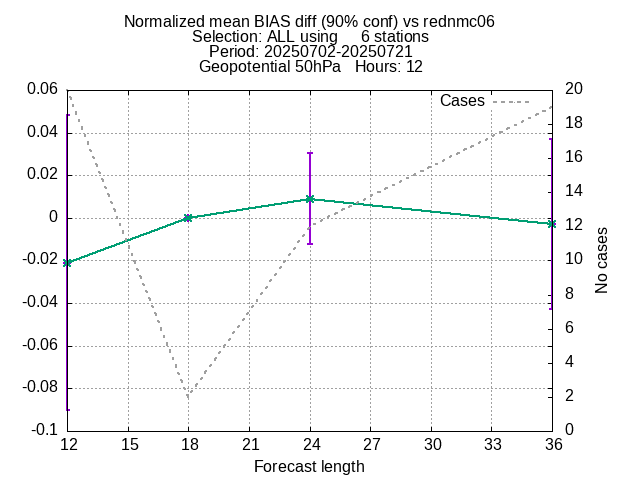 Normalized mean BIAS diff (90% conf) vs rednmc06
Selection: ALL using 6 stations
Period: 20250702-20250721
Geopotential 50hPa Hours: 12
Cases
0.06
0.04
0.02
0
-0.02
-0.04
-0.06
-0.08
-0.1
20
18
16
14
12
10
8
6
4
2
0
No cases
12 15 18 21 24 27 30 33 36
Forecast length